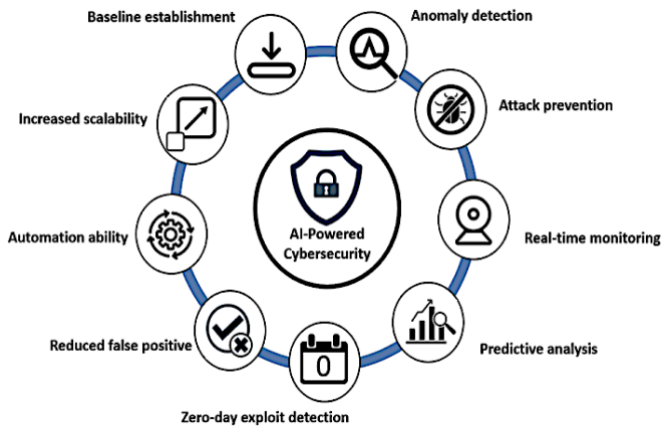 Baseline establishment
Anomaly detection
Increased scalability
Attack prevention
AI-Powered
Cybersecurity
Automation ability
Real-time monitoring
Reduced false positive
Predictive analysis
0
Zero-day exploit detection